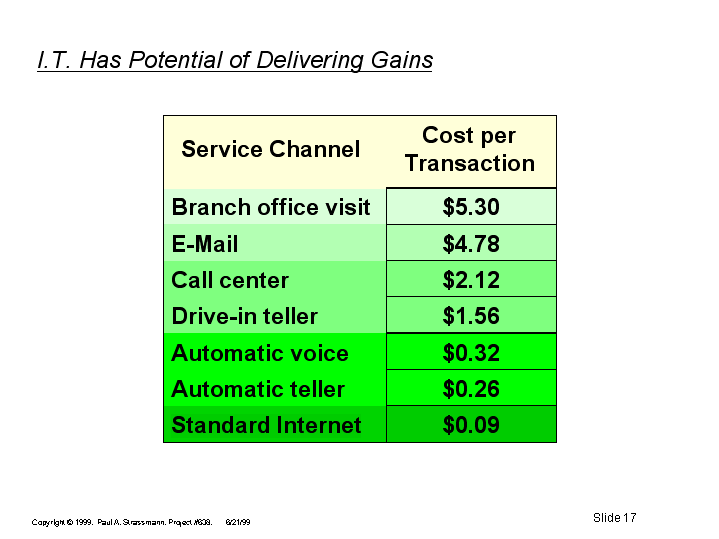 I.T. Has Potential of Delivering Gains
Service Channel
Cost per
Transaction
Branch office visit $5.30
E-Mail $4.78
Call center $2.12
Drive-in teller $1.56
Automatic voice $0.32
Automatic teller $0.26
Standard Internet $0.09
Copyright © 1999. Paul A. Strassmann. Project #638. 6/21/99
Slide 17